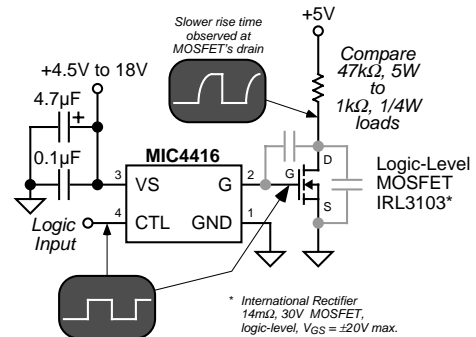 Slower rise time
observed at
MOSFET's drain
+5V
+4.5V to 18V
4.7µF
+
0.1µF
Compare
47kΩ, 5W
to
1kΩ, 1/4W
loads
MIC4416
3
VS
G
2
4
CTL
GND
1
Logic
Input
D
G
S
Logic-Level
MOSFET
IRL3103*
* International Rectifier
14mΩ, 30V MOSFET,
logic-level, VGS = ±20V max.